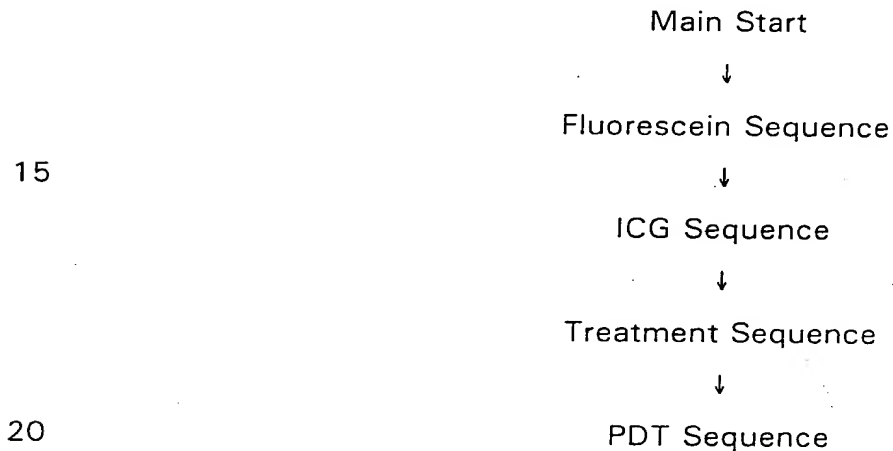 Main Start
↓
Fluorescein Sequence
15 ↓
ICG Sequence
↓
Treatment Sequence
↓
20 PDT Sequence